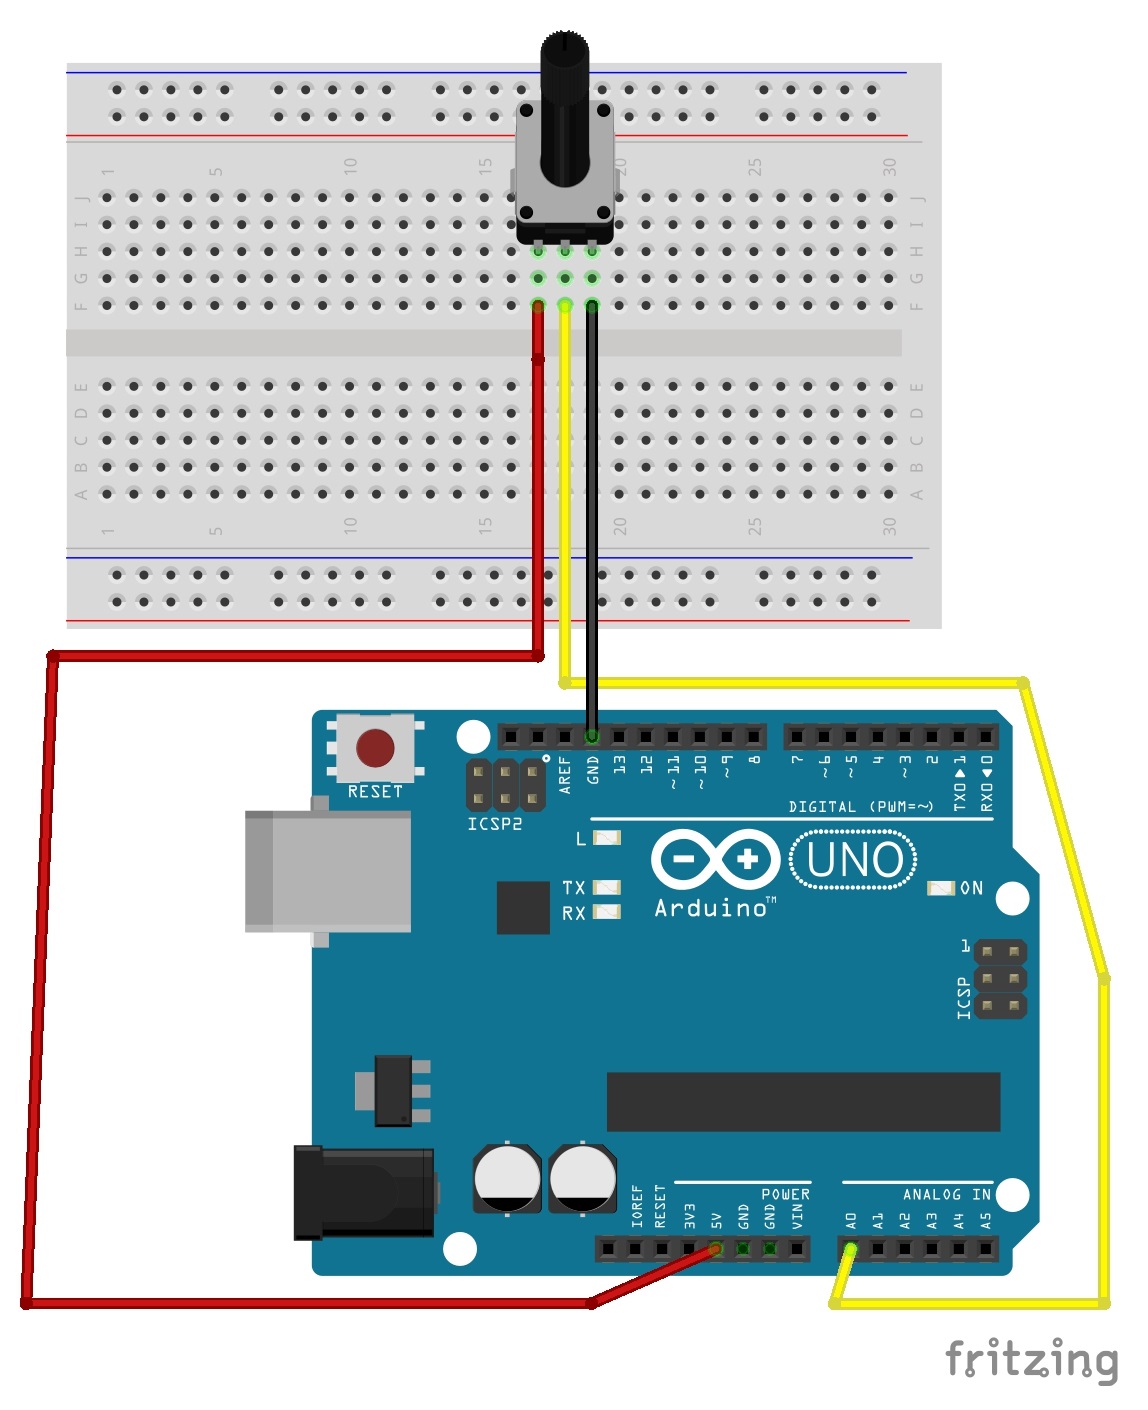 1 5 10 15 20 25 30
J J
I I
H H
G G
F F
E E
D D
C C
B B
A A
1 5 10 15 20 25 30
RESET
ICSP2
AREF GND 13 12 ~11 ~10 ~9 8 7 ~6 ~5 4 ~3 2 TX0▶1 RX0◀0
DIGITAL (PWM=~)
L
TX
RX
UNO
Arduino™
ON
1
ICSP
POWER
ANALOG IN
IOREF RESET 3V3 5V GND GND VIN A0 A1 A2 A3 A4 A5
fritzing